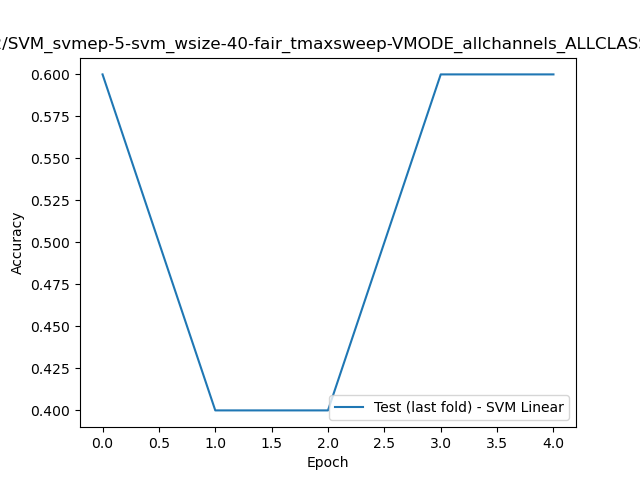 /SVM_svmep-5-svm_wsize-40-fair_tmaxsweep-VMODE_allchannels_ALLCLASS
0.600
0.575
0.550
0.525
0.500
0.475
0.450
0.425
0.400
Accuracy
Test (last fold) - SVM Linear
0.0 0.5 1.0 1.5 2.0 2.5 3.0 3.5 4.0
Epoch